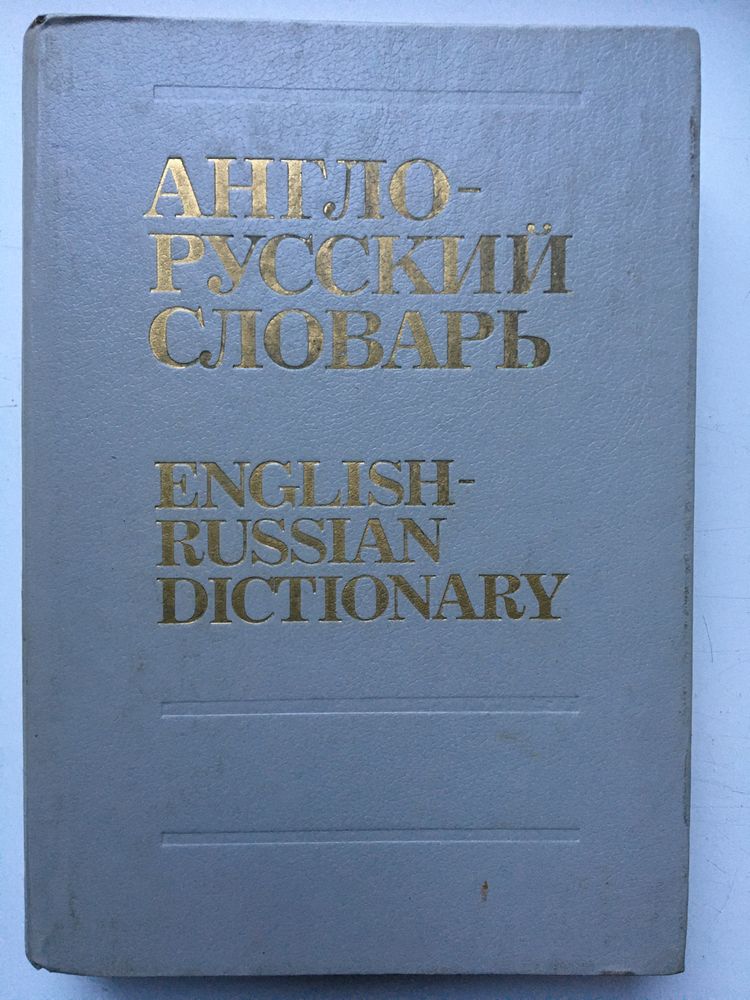 АНГЛО-
РУССКИЙ
СЛОВАРЬ
ENGLISH-
RUSSIAN
DICTIONARY